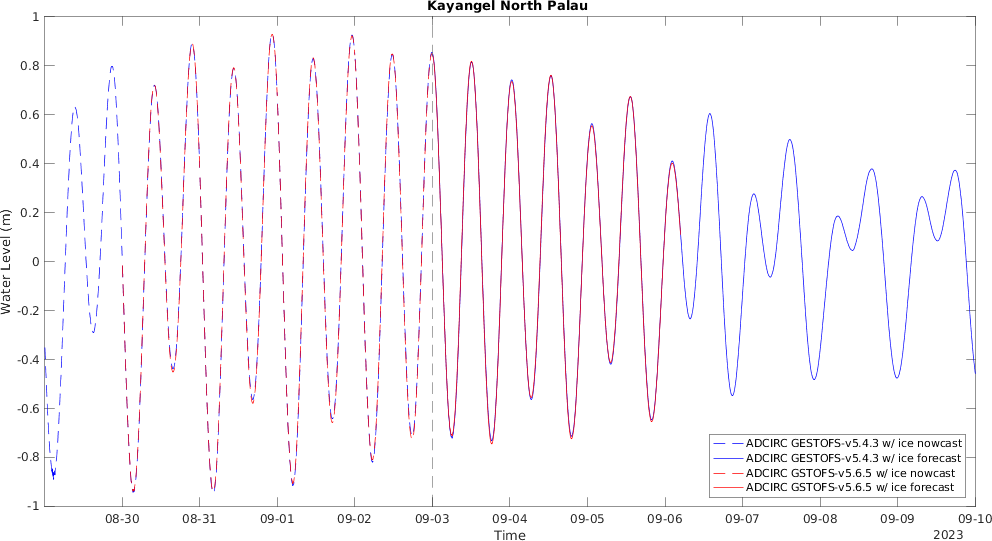 Kayangel North Palau
1
0.8
0.6
0.4
0.2
0
-0.2
-0.4
-0.6
-0.8
-1
Water Level (m)
08-30 08-31 09-01 09-02 09-03 09-04 09-05 09-06 09-07 09-08 09-09 09-10
Time
2023
ADCIRC GESTOFS-v5.4.3 w/ ice nowcast
ADCIRC GESTOFS-v5.4.3 w/ ice forecast
ADCIRC GSTOFS-v5.6.5 w/ ice nowcast
ADCIRC GSTOFS-v5.6.5 w/ ice forecast